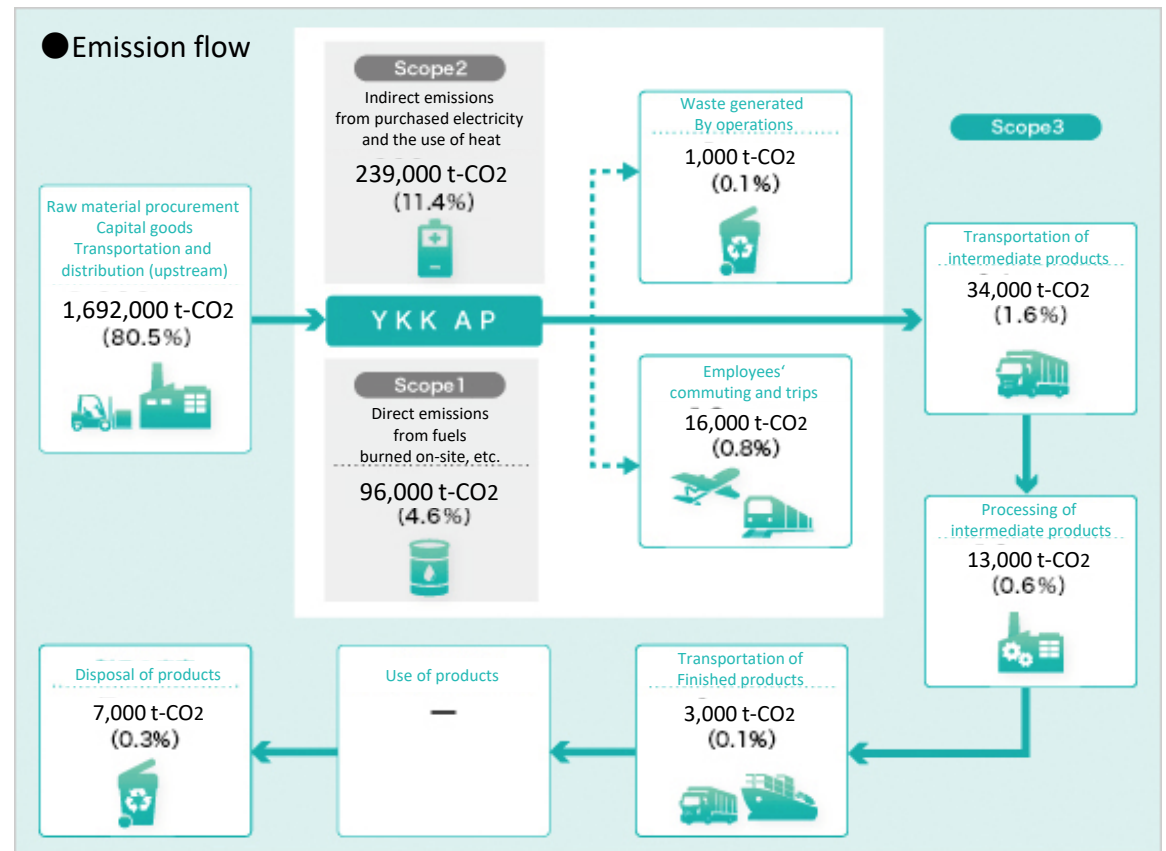 ●Emission flow
Scope2
Indirect emissions
from purchased electricity
and the use of heat
239,000 t-CO2
(11.4%)
Waste generated
By operations
1,000 t-CO2
(0.1%)
Scope3
Raw material procurement
Capital goods
Transportation and
distribution (upstream)
1,692,000 t-CO2
(80.5%)
YKK AP
Transportation of
intermediate products
34,000 t-CO2
(1.6%)
Scope1
Direct emissions
from fuels
burned on-site, etc.
96,000 t-CO2
(4.6%)
Employees‘
commuting and trips
16,000 t-CO2
(0.8%)
Processing of
intermediate products
13,000 t-CO2
(0.6%)
Transportation of
Finished products
3,000 t-CO2
(0.1%)
Use of products
—
Disposal of products
7,000 t-CO2
(0.3%)